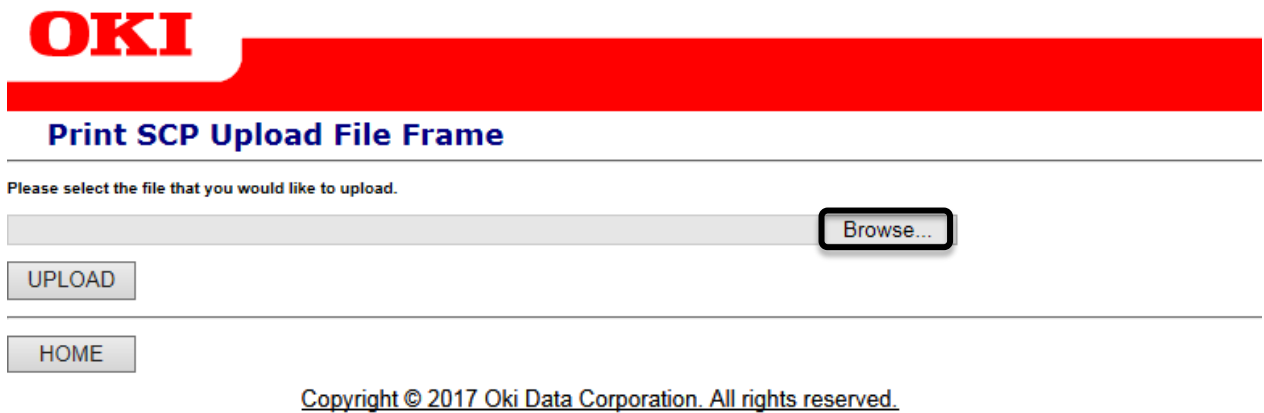 OKI
Print SCP Upload File Frame
Please select the file that you would like to upload.
Browse...
UPLOAD
HOME
Copyright © 2017 Oki Data Corporation. All rights reserved.